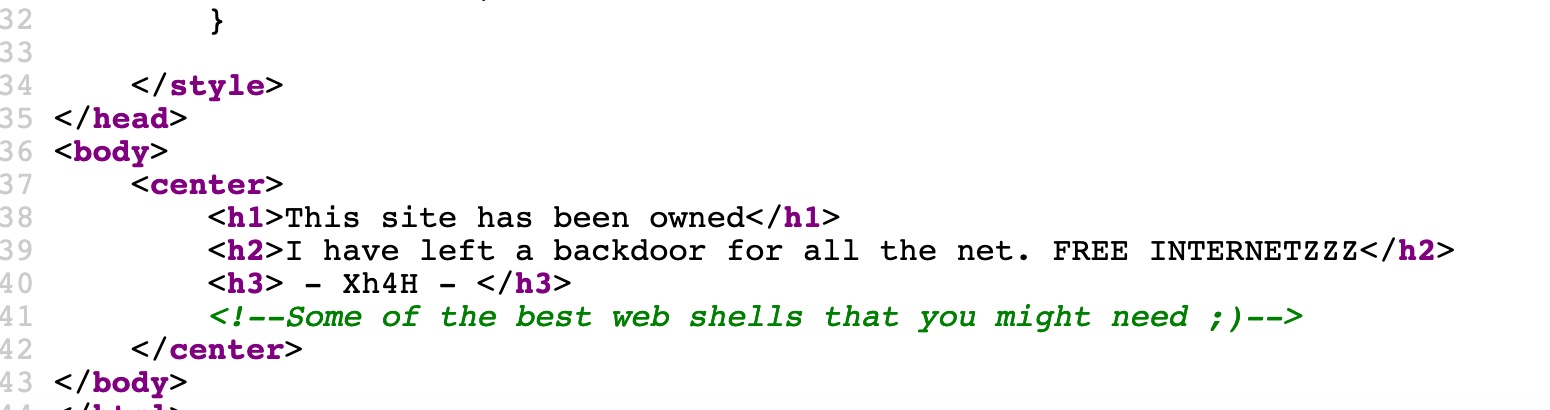 32         }
33
34     </style>
35 </head>
36 <body>
37     <center>
38         <h1>This site has been owned</h1>
39         <h2>I have left a backdoor for all the net. FREE INTERNETZZZ</h2>
40         <h3> - Xh4H - </h3>
41         <!--Some of the best web shells that you might need ;)-->
42     </center>
43 </body>
44 </html>